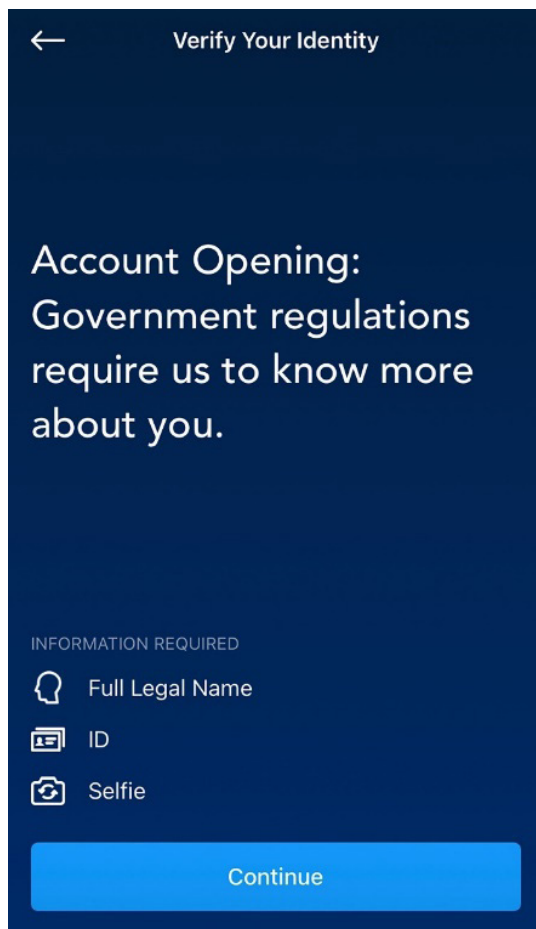 Verify Your Identity
Account Opening:
Government regulations
require us to know more
about you.
INFORMATION REQUIRED
Full Legal Name
ID
Selfie
Continue